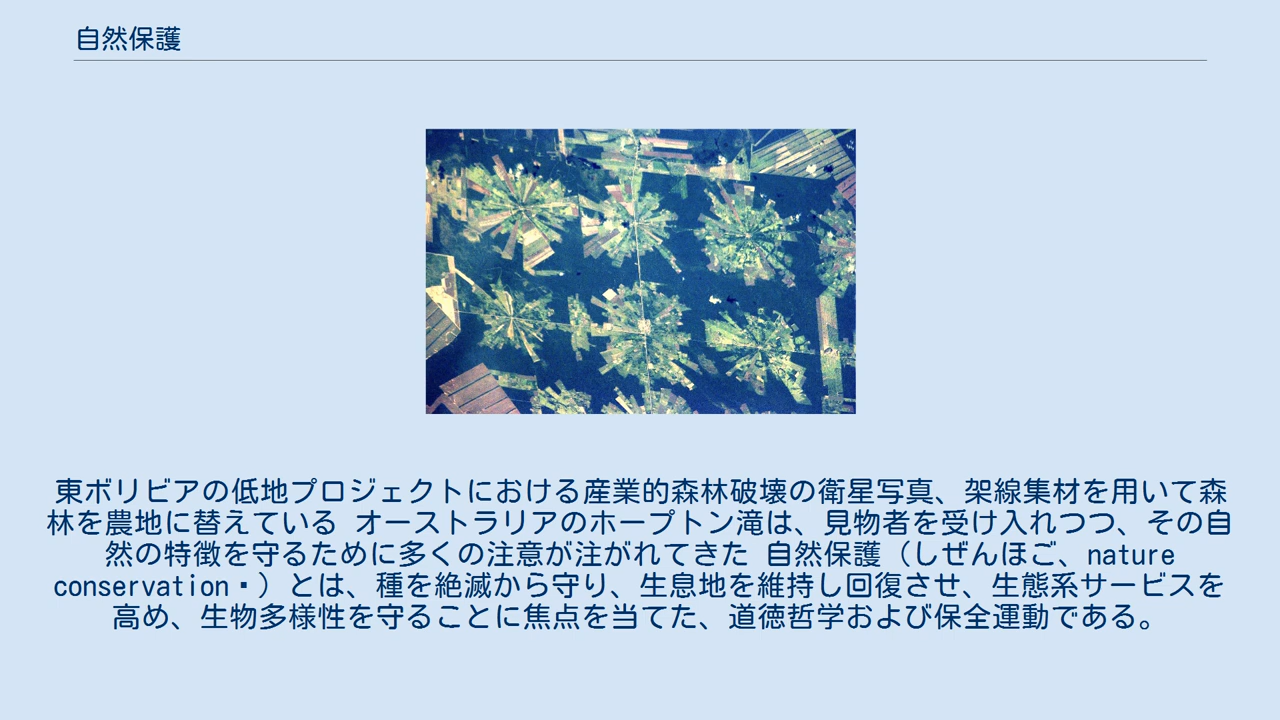 自然保護
東ボリビアの低地プロジェクトにおける産業的森林破壊の衛星写真、架線集材を用いて森
林を農地に替えている オーストラリアのホープトン滝は、見物者を受け入れつつ、その自
然の特徴を守るために多くの注意が注がれてきた 自然保護（しぜんほご、nature
conservation▪）とは、種を絶滅から守り、生息地を維持し回復させ、生態系サービスを
高め、生物多様性を守ることに焦点を当てた、道徳哲学および保全運動である。